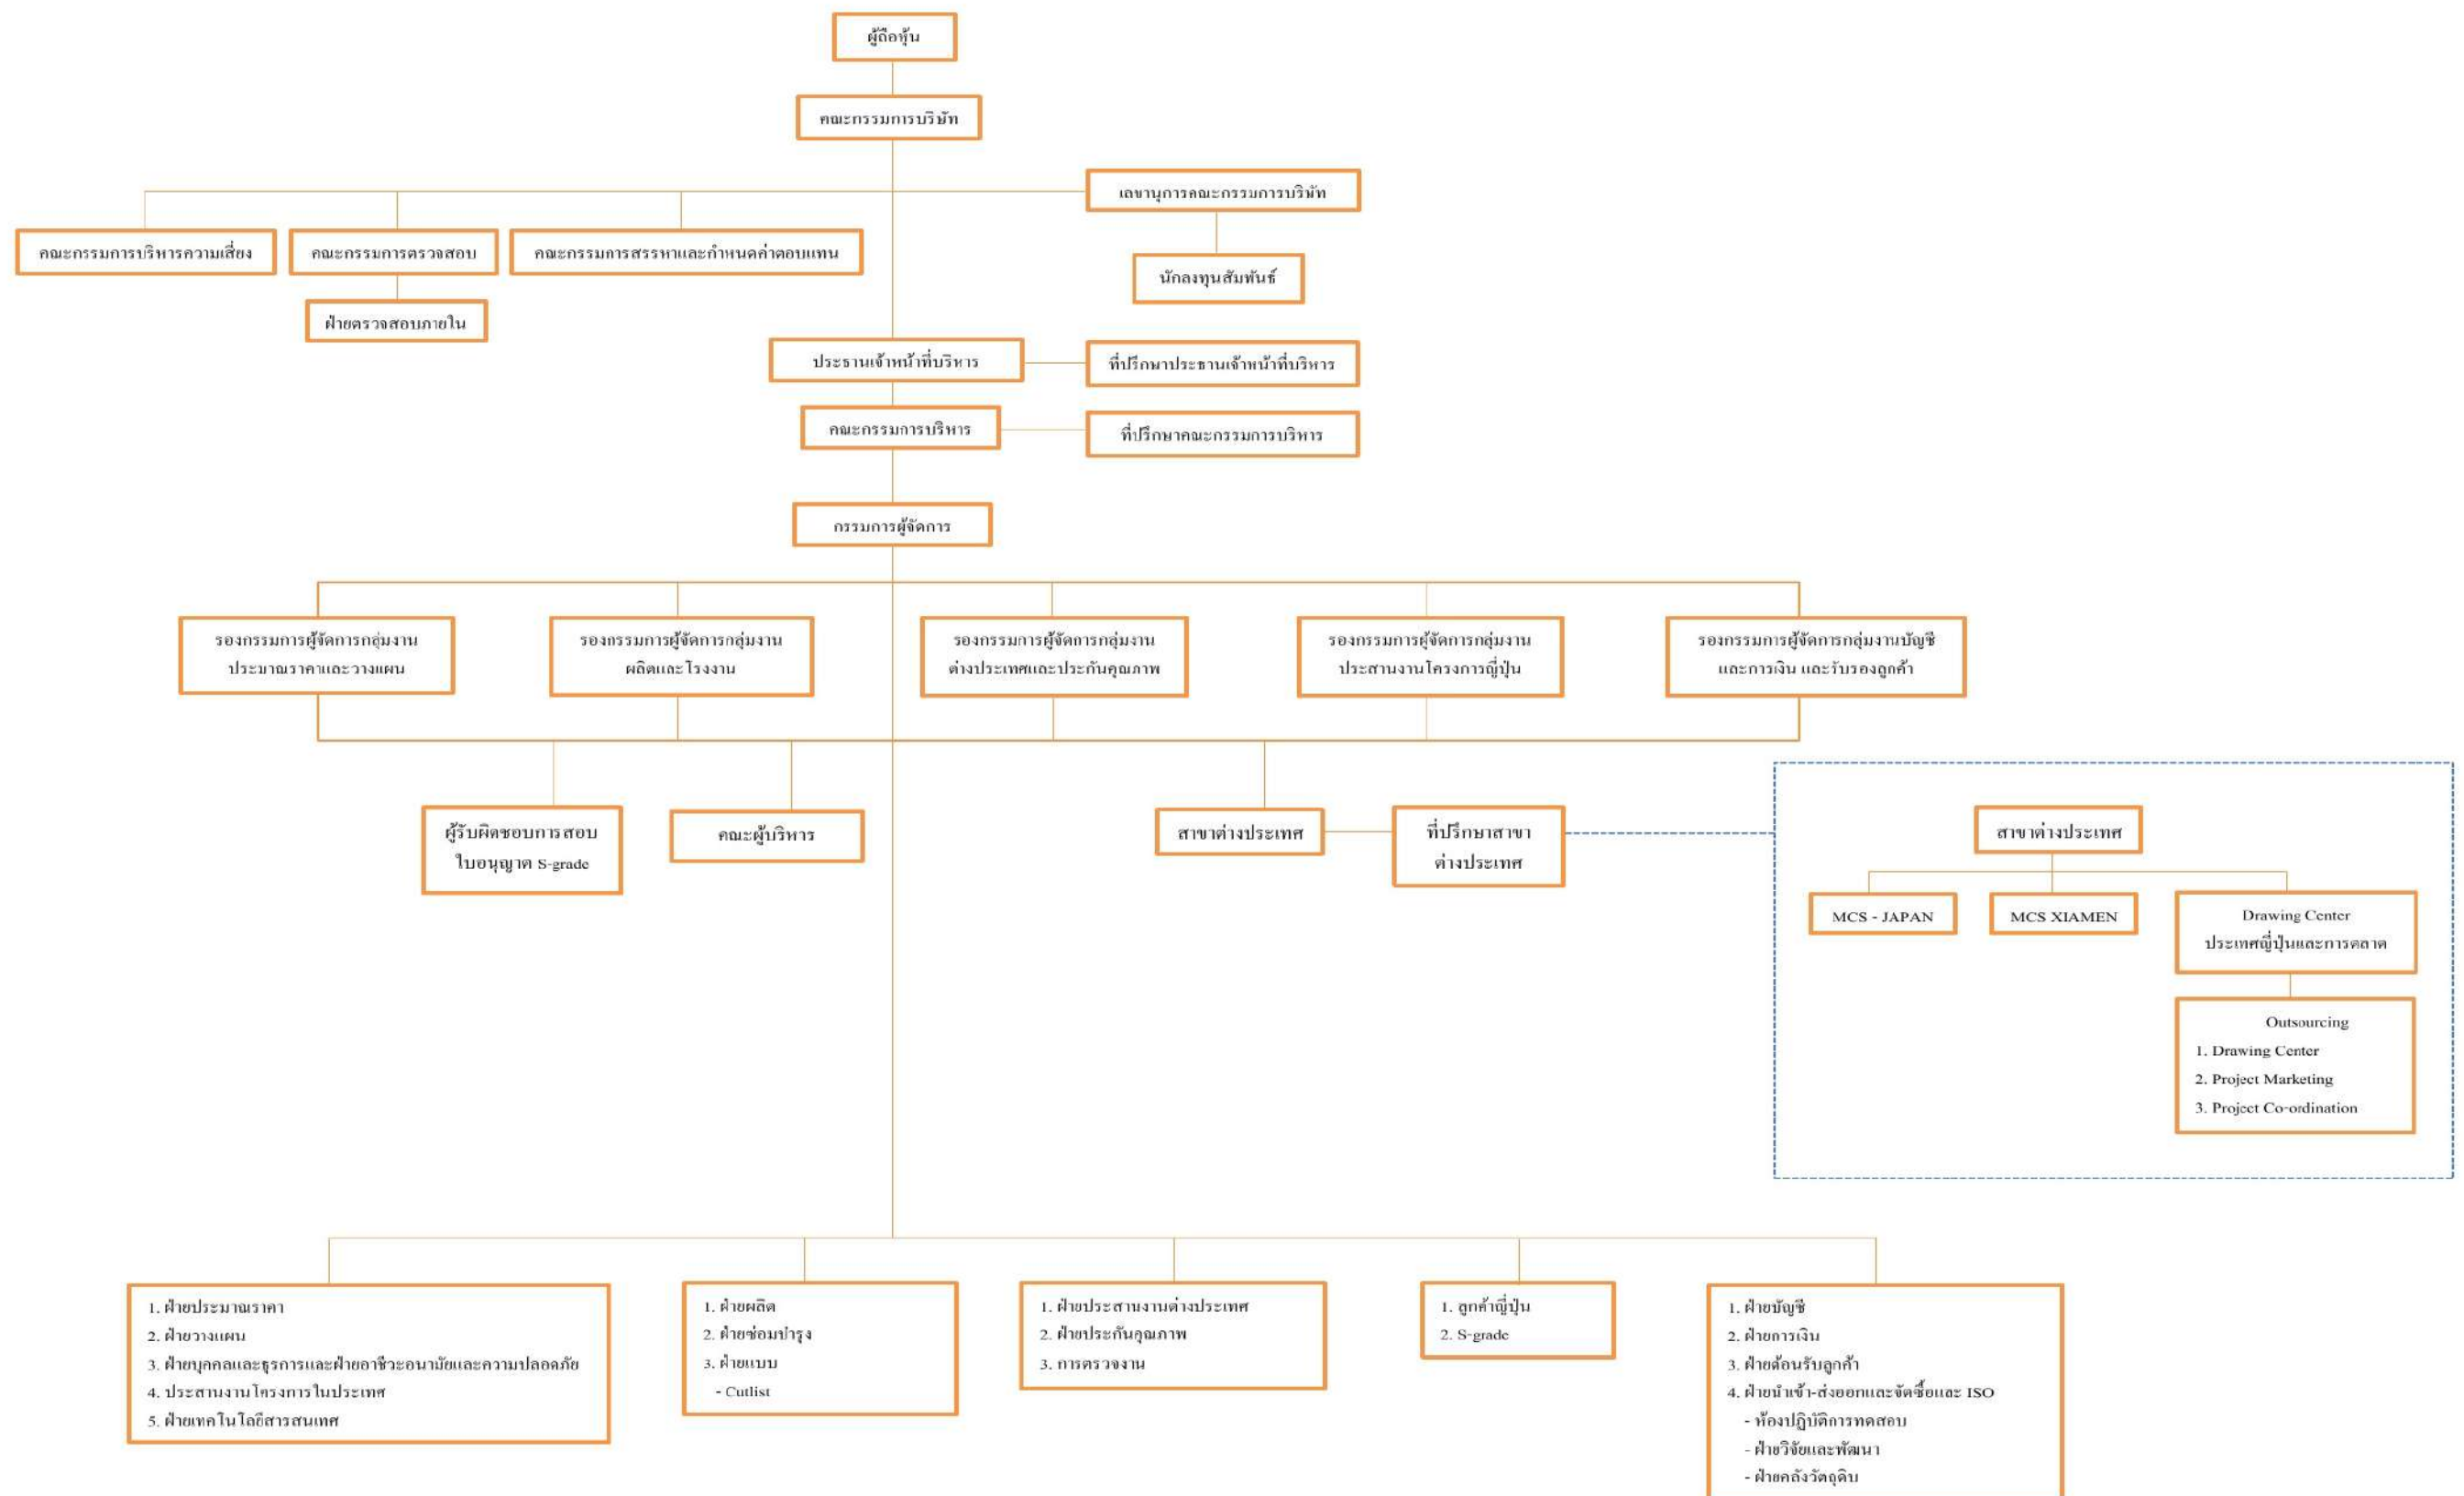 ผู้ถือหุ้น
คณะกรรมการบริษัท
เลขานุการคณะกรรมการบริษัท
คณะกรรมการบริหารความเสี่ยง
คณะกรรมการตรวจสอบ
คณะกรรมการสรรหาและกำหนดค่าตอบแทน
นักลงทุนสัมพันธ์
ฝ่ายตรวจสอบภายใน
ประธานเจ้าหน้าที่บริหาร
ที่ปรึกษาประธานเจ้าหน้าที่บริหาร
คณะกรรมการบริหาร
ที่ปรึกษาคณะกรรมการบริหาร
กรรมการผู้จัดการ
รองกรรมการผู้จัดการกลุ่มงาน
ประมาณราคาและวางแผน
รองกรรมการผู้จัดการกลุ่มงาน
ผลิตและโรงงาน
รองกรรมการผู้จัดการกลุ่มงาน
ต่างประเทศและประกันคุณภาพ
รองกรรมการผู้จัดการกลุ่มงาน
ประสานงานโครงการญี่ปุ่น
รองกรรมการผู้จัดการกลุ่มงานบัญชี
และการเงิน และรับรองลูกค้า
ผู้รับผิดชอบการสอบ
ใบอนุญาต S-grade
คณะผู้บริหาร
สาขาต่างประเทศ
ที่ปรึกษาสาขา
ต่างประเทศ
สาขาต่างประเทศ
MCS - JAPAN
MCS XIAMEN
Drawing Center
ประเทศญี่ปุ่นและการตลาด
Outsourcing
1. Drawing Center
2. Project Marketing
3. Project Co-ordination
1. ฝ่ายประมาณราคา
2. ฝ่ายวางแผน
3. ฝ่ายบุคคลและธุรการและฝ่ายอาชีวะอนามัยและความปลอดภัย
4. ประสานงานโครงการในประเทศ
5. ฝ่ายเทคโนโลยีสารสนเทศ
1. ฝ่ายผลิต
2. ฝ่ายซ่อมบำรุง
3. ฝ่ายแบบ
- Cutlist
1. ฝ่ายประสานงานต่างประเทศ
2. ฝ่ายประกันคุณภาพ
3. การตรวจงาน
1. ลูกค้าญี่ปุ่น
2. S-grade
1. ฝ่ายบัญชี
2. ฝ่ายการเงิน
3. ฝ่ายต้อนรับลูกค้า
4. ฝ่ายนำเข้า-ส่งออกและจัดซื้อและ ISO
- ห้องปฏิบัติการทดสอบ
- ฝ่ายวิจัยและพัฒนา
- ฝ่ายคลังวัตถุดิบ